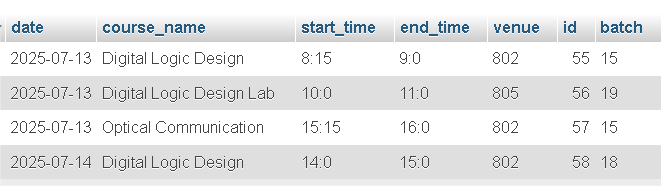 date course_name start_time end_time venue id batch
2025-07-13 Digital Logic Design 8:15 9:0 802 55 15
2025-07-13 Digital Logic Design Lab 10:0 11:0 805 56 19
2025-07-13 Optical Communication 15:15 16:0 802 57 15
2025-07-14 Digital Logic Design 14:0 15:0 802 58 18